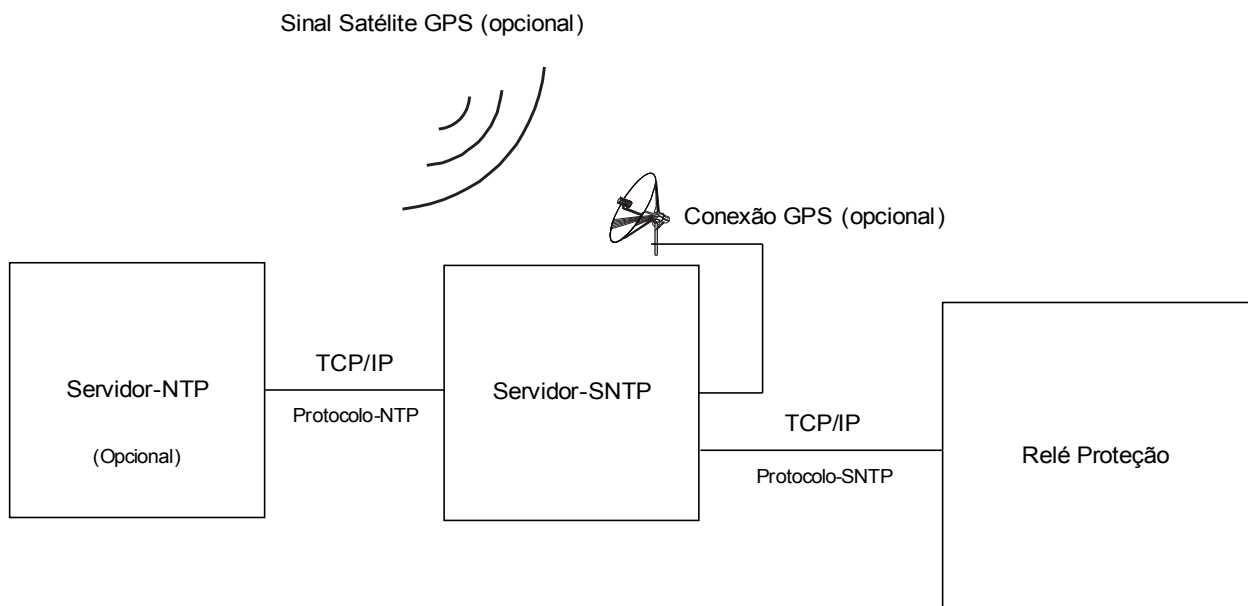 Sinal Satélite GPS (opcional)
Conexão GPS (opcional)
TCP/IP
Servidor-NTP
Servidor-SNTP
Protocolo-NTP
TCP/IP
(Opcional)
Relé Proteção
Protocolo-SNTP